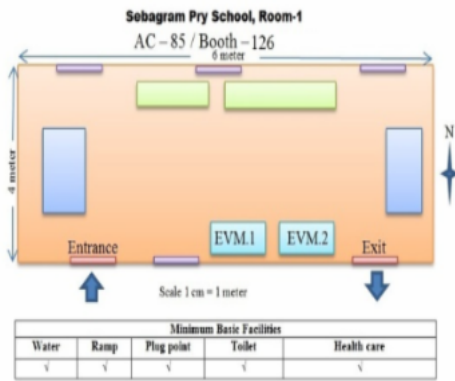 Sebagram Pry School, Room-1
AC – 85 / Booth –126
6 meter
N
4 meter
EVM.1 EVM.2
Entrance Exit
Scale 1 cm = 1 meter
Minimum Basic Facilities
Water Ramp Plug point Toilet Health care
√ √ √ √ √